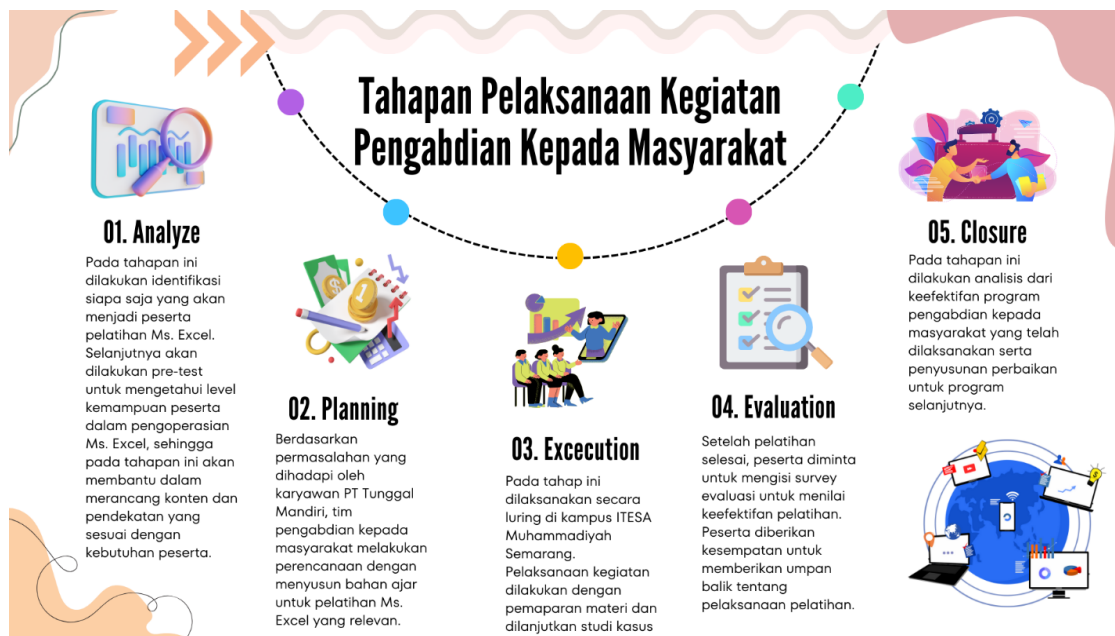 Tahapan Pelaksanaan Kegiatan
Pengabdian Kepada Masyarakat
01. Analyze
Pada tahapan ini
dilakukan identifikasi
siapa saja yang akan
menjadi peserta
pelatihan Ms. Excel.
Selanjutnya akan
dilakukan pre-test
untuk mengetahui level
kemampuan peserta
dalam pengoperasian
Ms. Excel, sehingga
pada tahapan ini akan
membantu dalam
merancang konten dan
pendekatan yang
sesuai dengan
kebutuhan peserta.
02. Planning
Berdasarkan
permasalahan yang
dihadapi oleh
karyawan PT Tunggal
Mandiri, tim
pengabdian kepada
masyarakat melakukan
perencanaan dengan
menyusun bahan ajar
untuk pelatihan Ms.
Excel yang relevan.
03. Excecution
Pada tahap ini
dilaksanakan secara
luring di kampus ITESA
Muhammadiyah
Semarang.
Pelaksanaan kegiatan
dilakukan dengan
pemaparan materi dan
dilanjutkan studi kasus
04. Evaluation
Setelah pelatihan
selesai, peserta diminta
untuk mengisi survey
evaluasi untuk menilai
keefektifan pelatihan.
Peserta diberikan
kesempatan untuk
memberikan umpan
balik tentang
pelaksanaan pelatihan.
05. Closure
Pada tahapan ini
dilakukan analisis dari
keefektifan program
pengabdian kepada
masyarakat yang telah
dilaksanakan serta
penyusunan perbaikan
untuk program
selanjutnya.